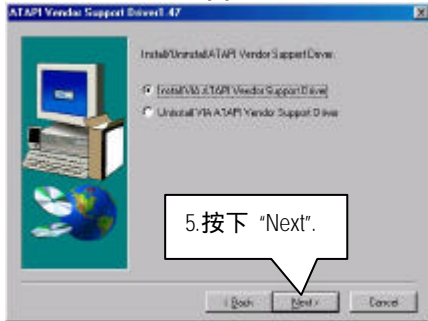 ATAPI Vendor Support Driver1.47
Install/Uninstall ATAPI Vendor Support Driver.
Install VIA ATAPI Vendor Support Driver
Uninstall VIA ATAPI Vendor Support Driver
5.按下 “Next”.
< Back
Next >
Cancel